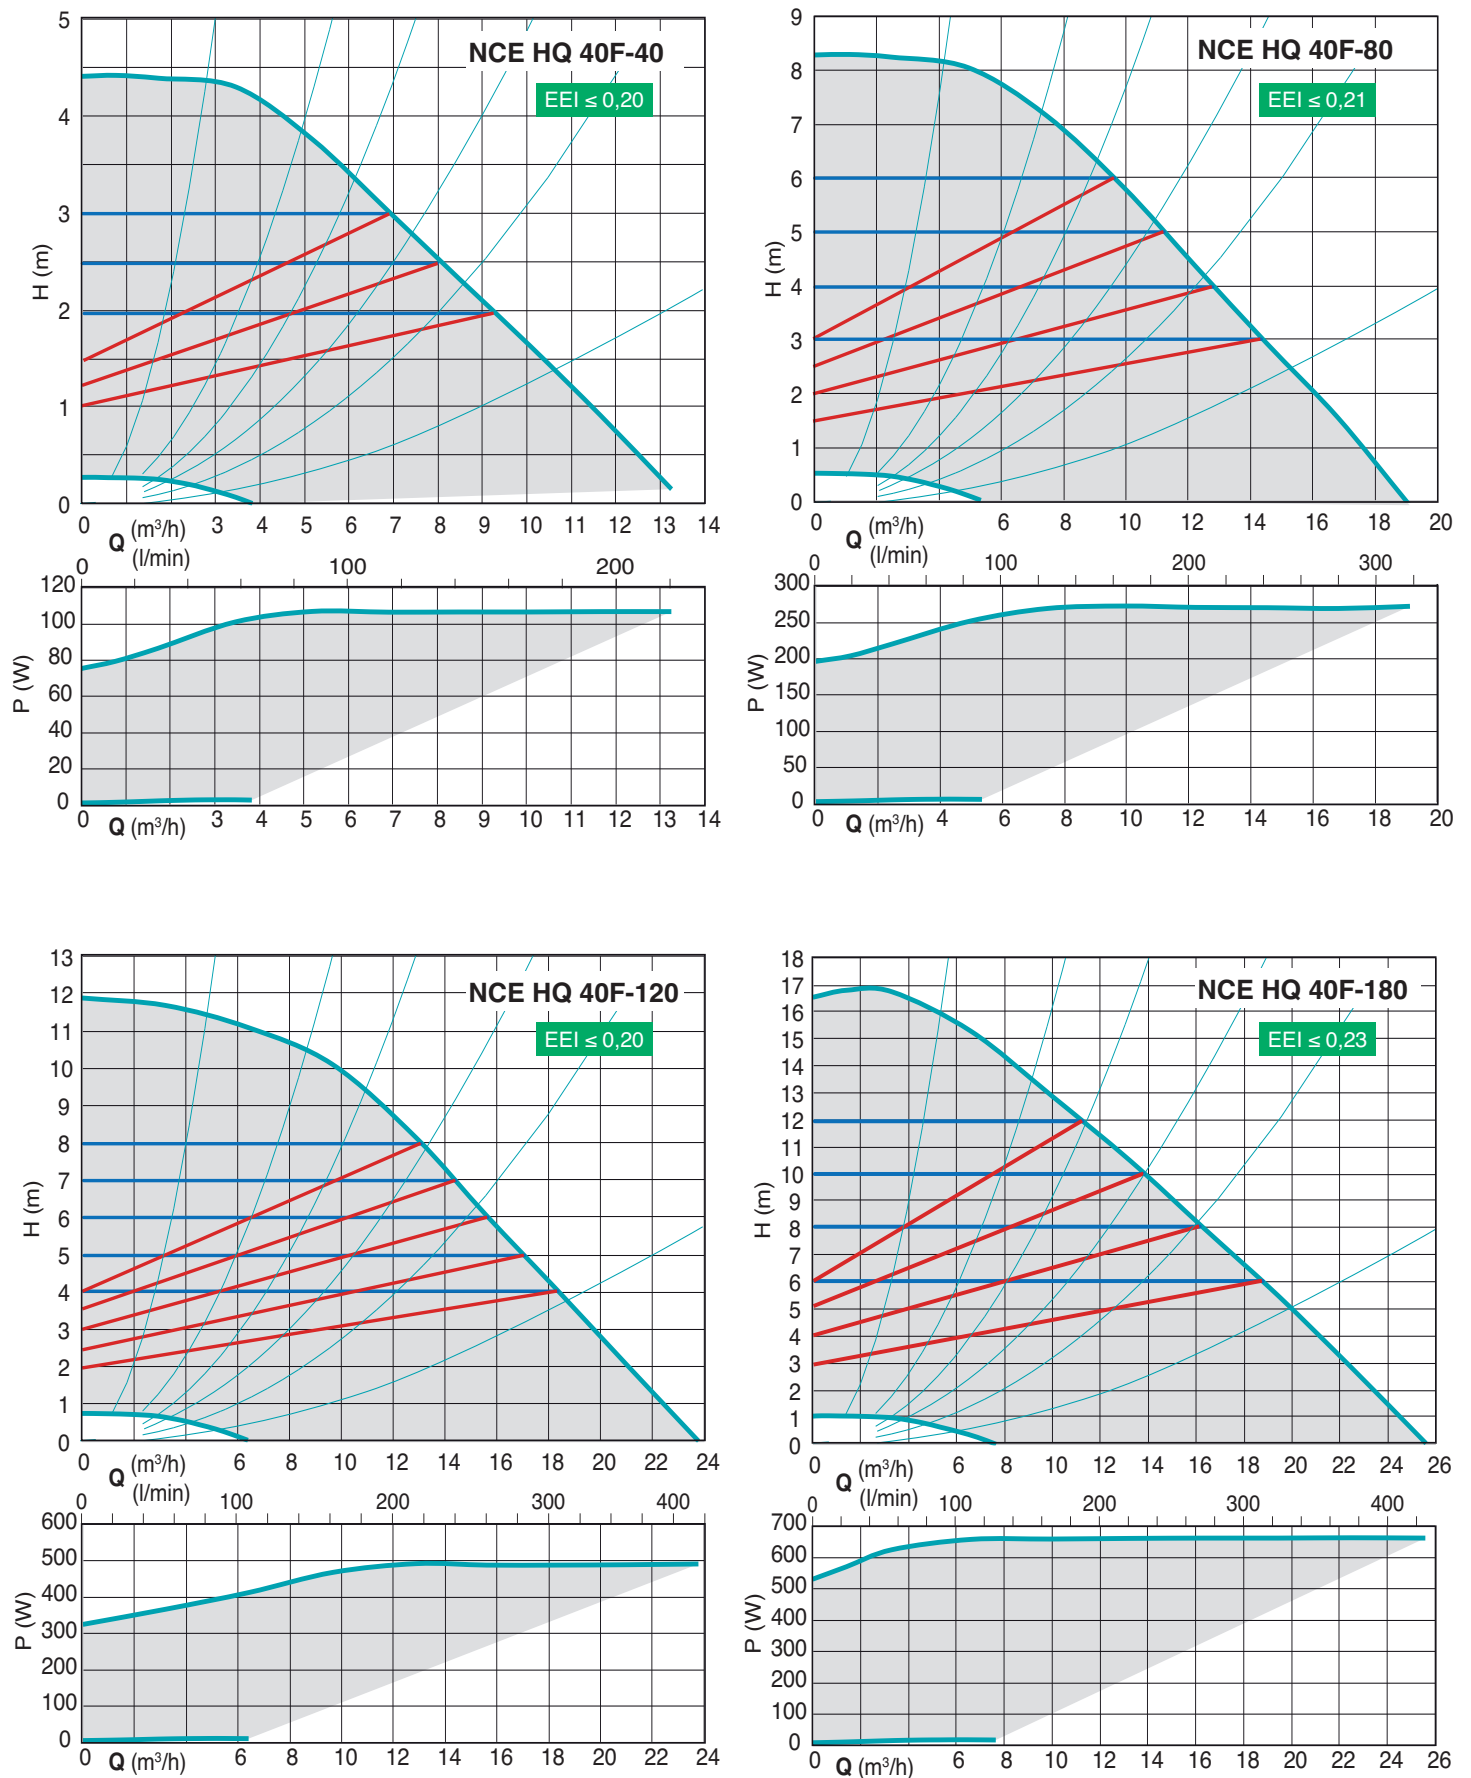 NCE HQ 40F-40
EEI ≤ 0,20
H (m)
5
4
3
2
1
0
0 3 4 5 6 7 8 9 10 11 12 13 14
Q (m³/h)
(l/min)
0 100 200
P (W)
120
100
80
60
40
20
0
0 Q (m³/h) 3 4 5 6 7 8 9 10 11 12 13 14
NCE HQ 40F-80
EEI ≤ 0,21
H (m)
9
8
7
6
5
4
3
2
1
0
0 6 8 10 12 14 16 18 20
Q (m³/h)
(l/min)
0 100 200 300
P (W)
300
250
200
150
100
50
0
0 Q (m³/h) 4 6 8 10 12 14 16 18 20
NCE HQ 40F-120
EEI ≤ 0,20
H (m)
13
12
11
10
9
8
7
6
5
4
3
2
1
0
0 6 8 10 12 14 16 18 20 22 24
Q (m³/h)
(l/min)
0 100 200 300 400
P (W)
600
500
400
300
200
100
0
0 Q (m³/h) 6 8 10 12 14 16 18 20 22 24
NCE HQ 40F-180
EEI ≤ 0,23
H (m)
18
17
16
15
14
13
12
11
10
9
8
7
6
5
4
3
2
1
0
0 6 8 10 12 14 16 18 20 22 24 26
Q (m³/h)
(l/min)
0 100 200 300 400
P (W)
700
600
500
400
300
200
100
0
0 Q (m³/h) 6 8 10 12 14 16 18 20 22 24 26